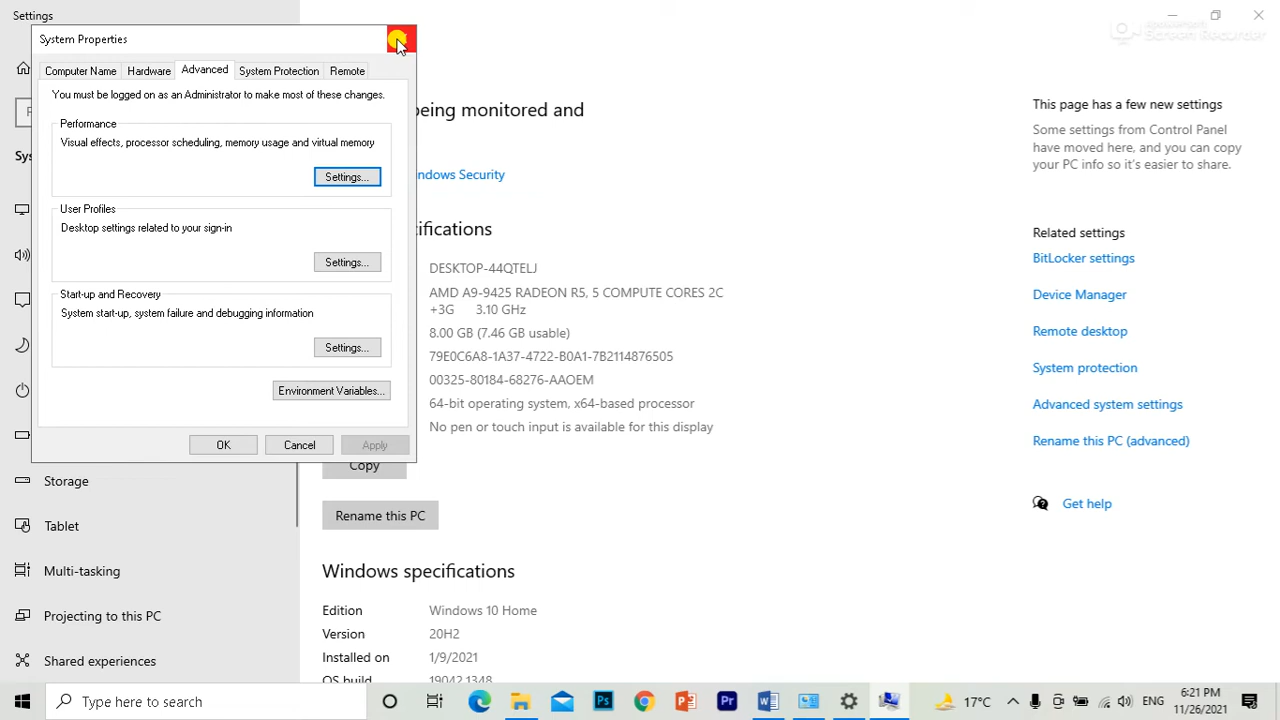 Settings
System Properties
Computer Name
Hardware
Advanced
System Protection
Remote
You must be logged on as an Administrator to make most of these changes.
Performance
Visual effects, processor scheduling, memory usage and virtual memory
Settings...
User Profiles
Desktop settings related to your sign-in
Settings...
Start-up and Recovery
System start-up, system failure and debugging information
Settings...
Environment Variables...
OK
Cancel
Apply
Storage
Tablet
Multi-tasking
Projecting to this PC
Shared experiences
being monitored and
ndows Security
ifications
DESKTOP-44QTELJ
AMD A9-9425 RADEON R5, 5 COMPUTE CORES 2C
+3G 3.10 GHz
8.00 GB (7.46 GB usable)
79E0C6A8-1A37-4722-B0A1-7B2114876505
00325-80184-68276-AAOEM
64-bit operating system, x64-based processor
No pen or touch input is available for this display
Copy
Rename this PC
Windows specifications
Edition Windows 10 Home
Version 20H2
Installed on 1/9/2021
OS build 19042.1348
Screen Recorder
This page has a few new settings
Some settings from Control Panel
have moved here, and you can copy
your PC info so it's easier to share.
Related settings
BitLocker settings
Device Manager
Remote desktop
System protection
Advanced system settings
Rename this PC (advanced)
Get help
Type here to search
17°C
ENG
6:21 PM
11/26/2021